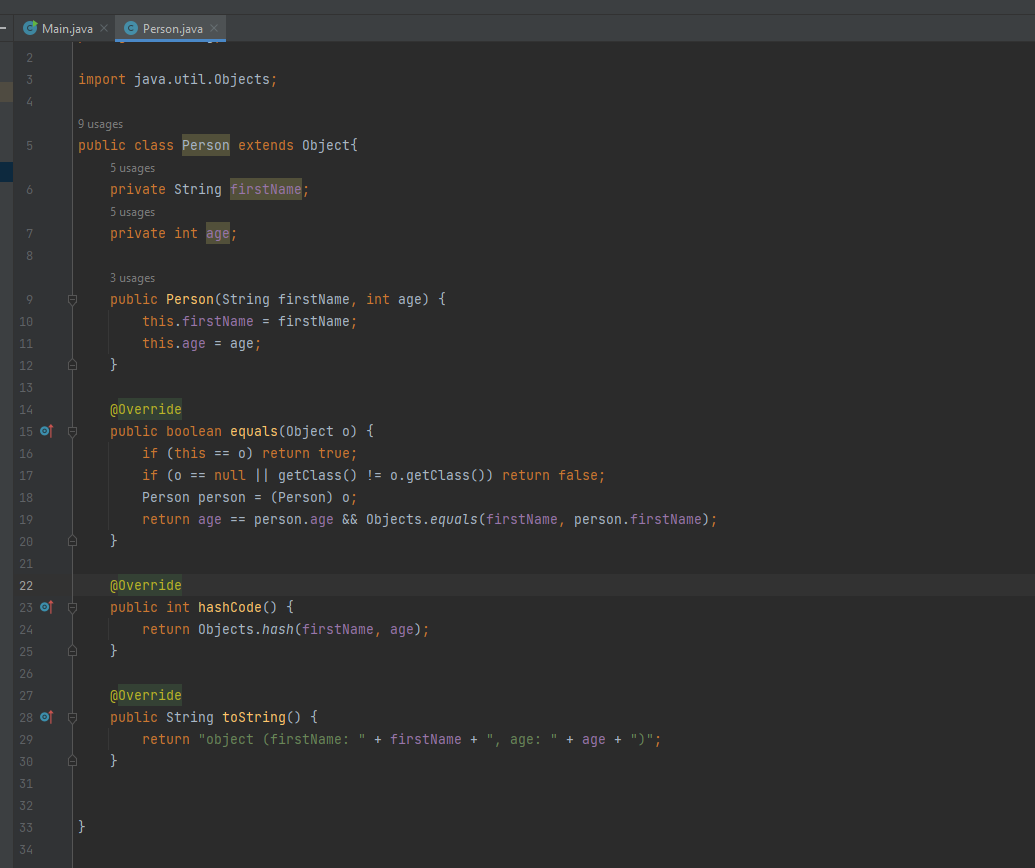 Main.java Person.java
2
3 import java.util.Objects;
4
9 usages
5 public class Person extends Object{
5 usages
6 private String firstName;
5 usages
7 private int age;
8
3 usages
9 public Person(String firstName, int age) {
10 this.firstName = firstName;
11 this.age = age;
12 }
13
14 @Override
15 public boolean equals(Object o) {
16 if (this == o) return true;
17 if (o == null || getClass() != o.getClass()) return false;
18 Person person = (Person) o;
19 return age == person.age && Objects.equals(firstName, person.firstName);
20 }
21
22 @Override
23 public int hashCode() {
24 return Objects.hash(firstName, age);
25 }
26
27 @Override
28 public String toString() {
29 return "object (firstName: " + firstName + ", age: " + age + ")";
30 }
31
32
33 }
34